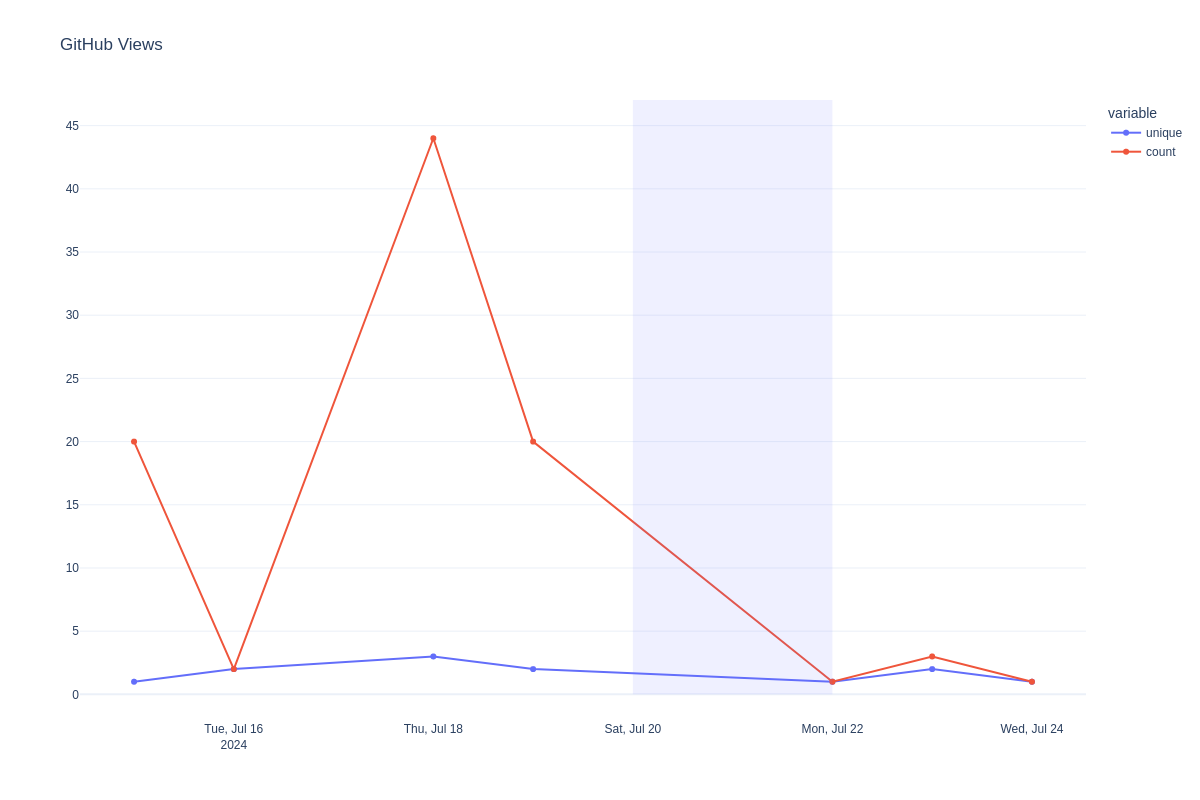 GitHub Views
variable
unique
count
45
40
35
30
25
20
15
10
5
0
Tue, Jul 16
2024
Thu, Jul 18
Sat, Jul 20
Mon, Jul 22
Wed, Jul 24